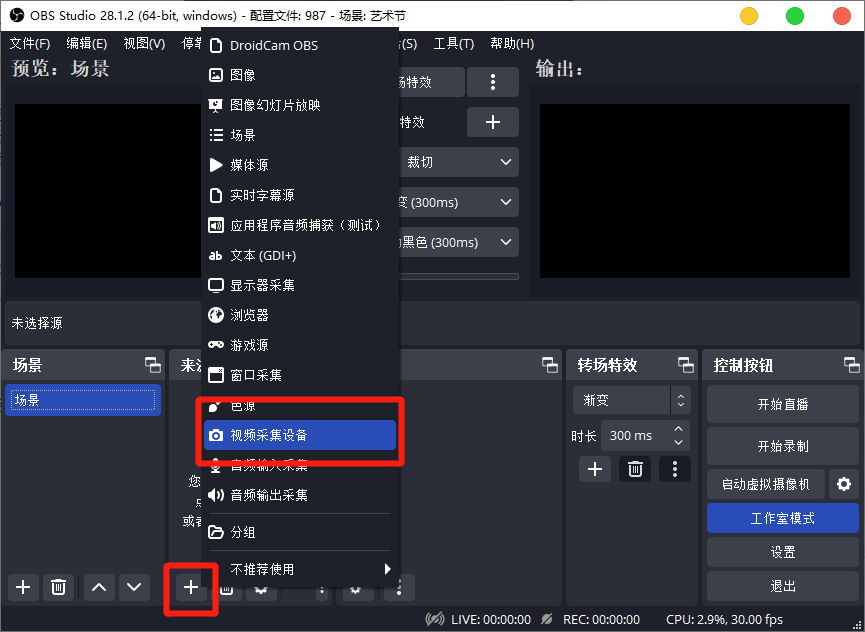 OBS Studio 28.1.2 (64-bit, windows) - 配置文件: 987 - 场景: 艺术节
文件(F) 编辑(E) 视图(V) 停靠 (S) 工具(T) 帮助(H)
预览: 场景
输出:
DroidCam OBS
图像
图像幻灯片放映
场景
媒体源
实时字幕源
应用程序音频捕获（测试）
文本 (GDI+)
显示器采集
浏览器
游戏源
窗口采集
色源
视频采集设备
音频输入采集
音频输出采集
分组
不推荐使用
场特效
特效
裁切
变 (300ms)
黑色 (300ms)
未选择源
场景
来源
转场特效
控制按钮
场景
渐变
时长 300 ms
您
或者
开始直播
开始录制
启动虚拟摄像机
工作室模式
设置
退出
LIVE: 00:00:00 REC: 00:00:00 CPU: 2.9%, 30.00 fps